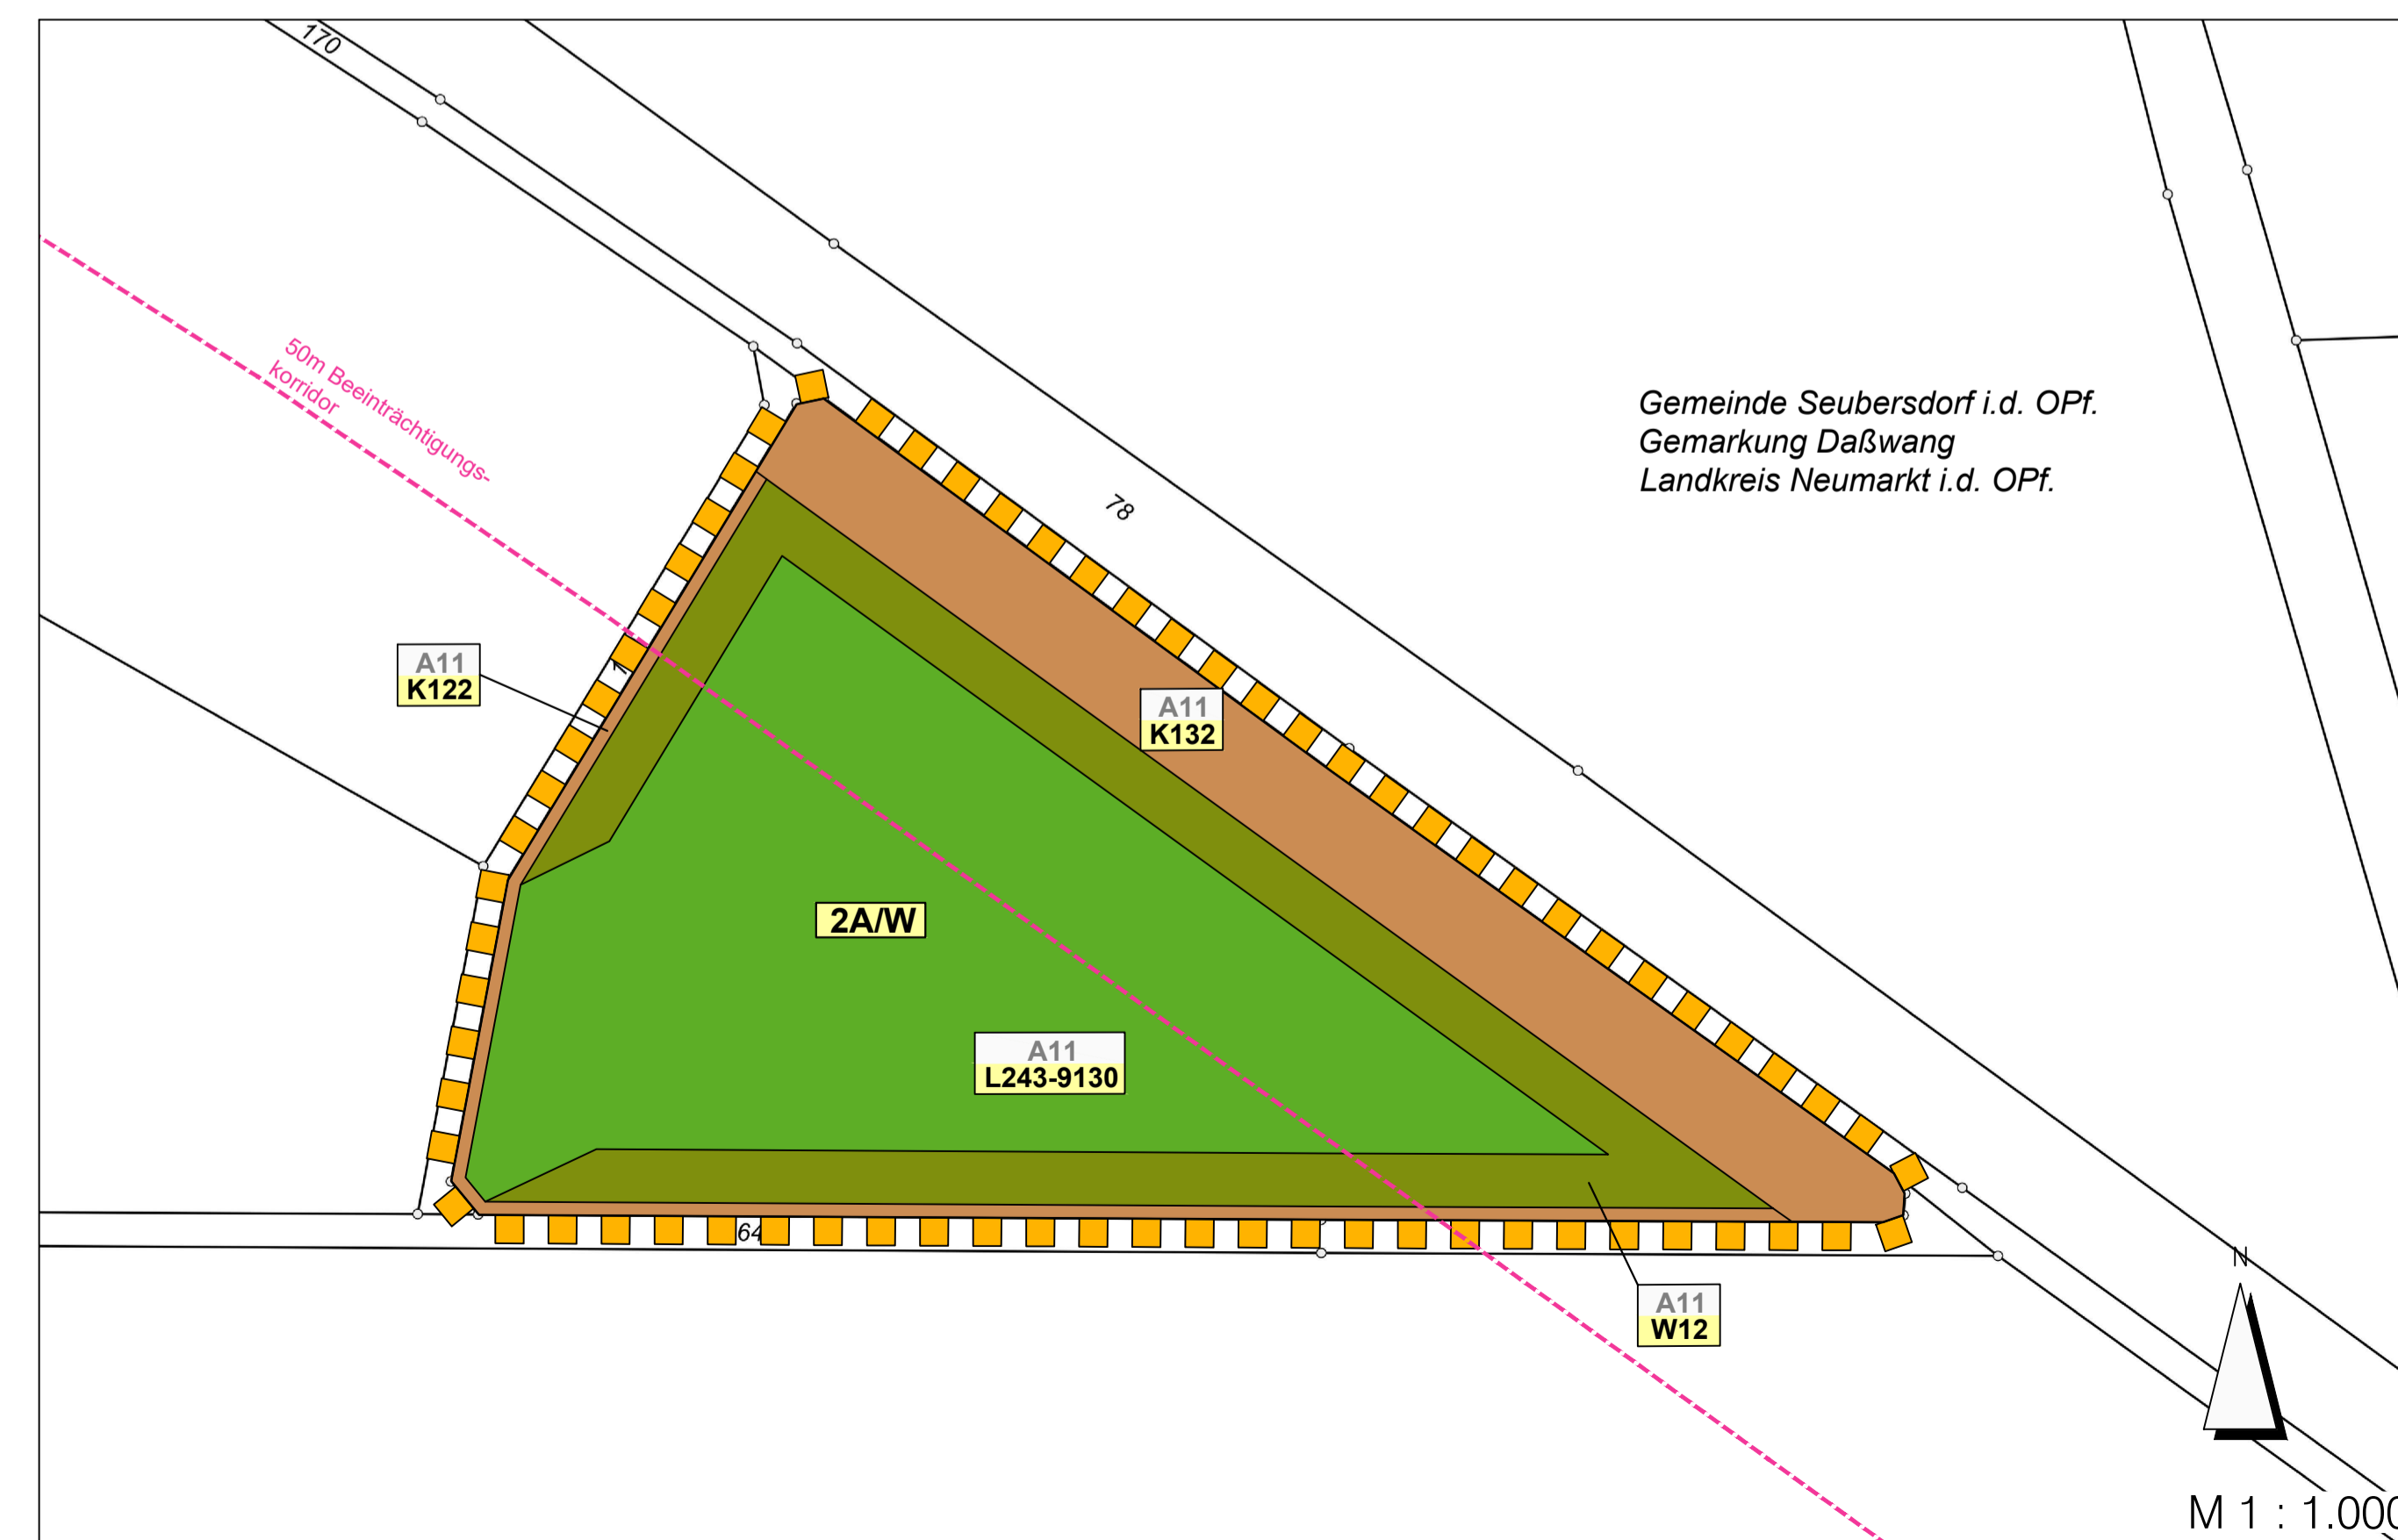 170
50m Beeinträchtigungs-
korridor
Gemeinde Seubersdorf i.d. OPf.
Gemarkung Daßwang
Landkreis Neumarkt i.d. OPf.
78
A11
K122
A11
K132
2A/W
A11
L243-9130
64
A11
W12
N
M 1 : 1.000